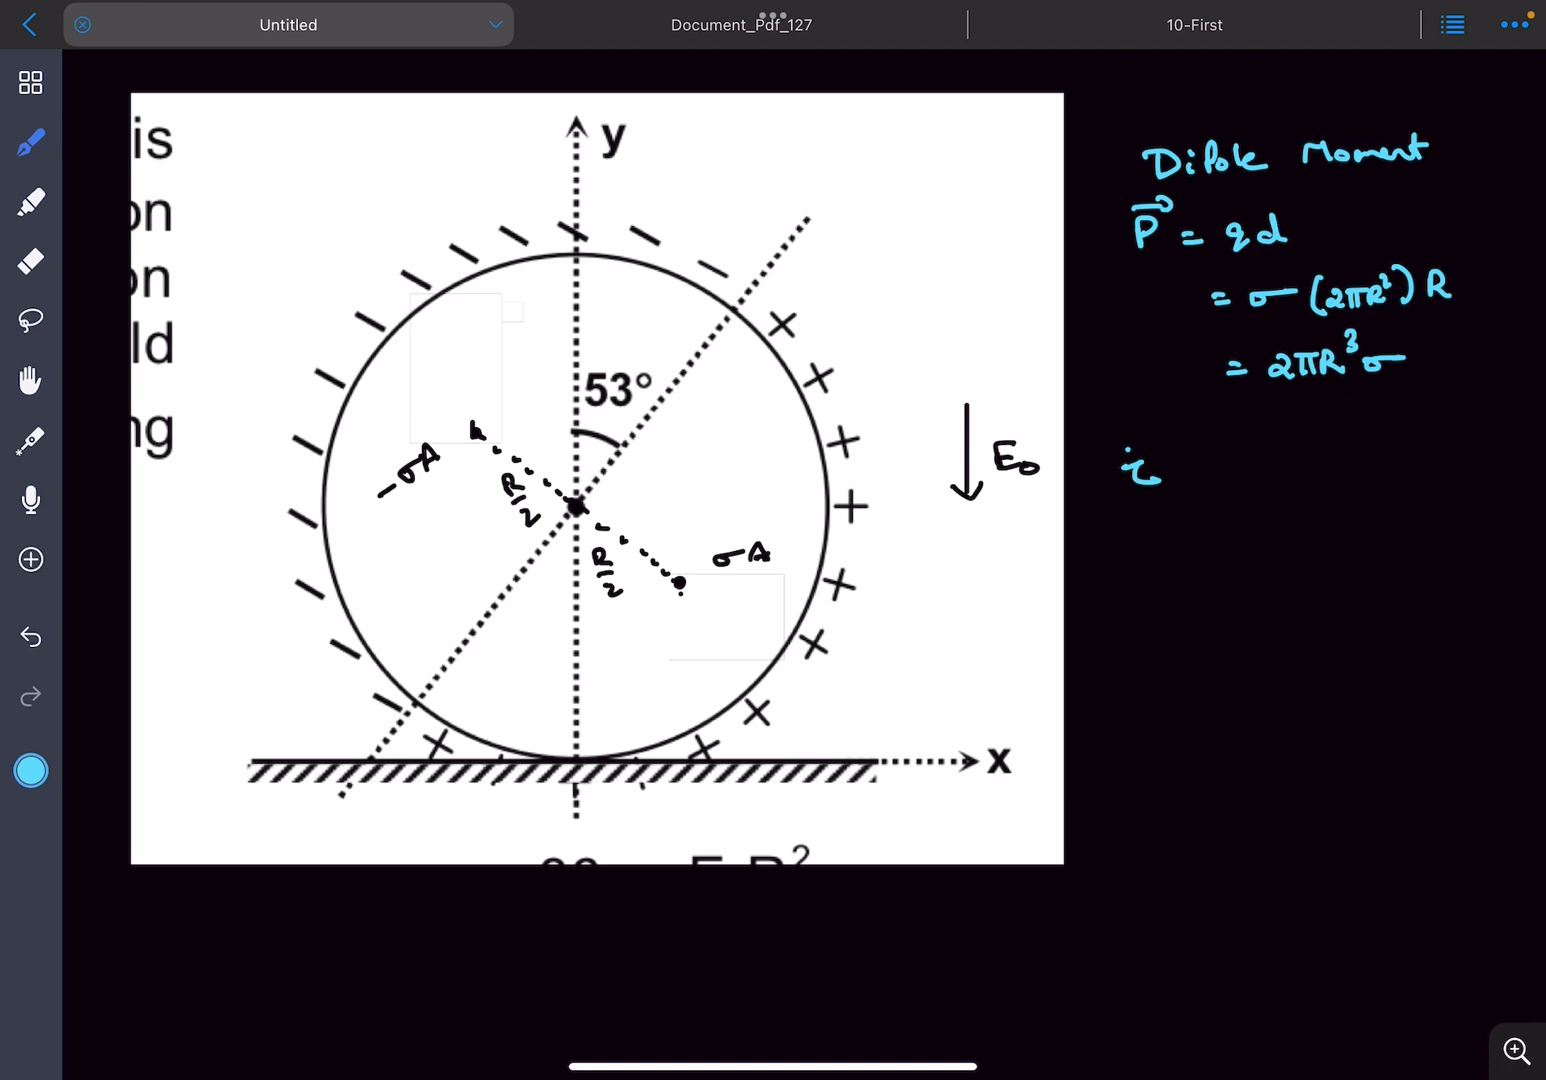 Untitled
Document_Pdf_127
10-First
is
on
on
ld
ng
y
53°
-σA
R/2
R/2
σA
E₀
x
E R²
Dipole Moment
P⃗ = qd
= σ(2πR²)R
= 2πR³σ